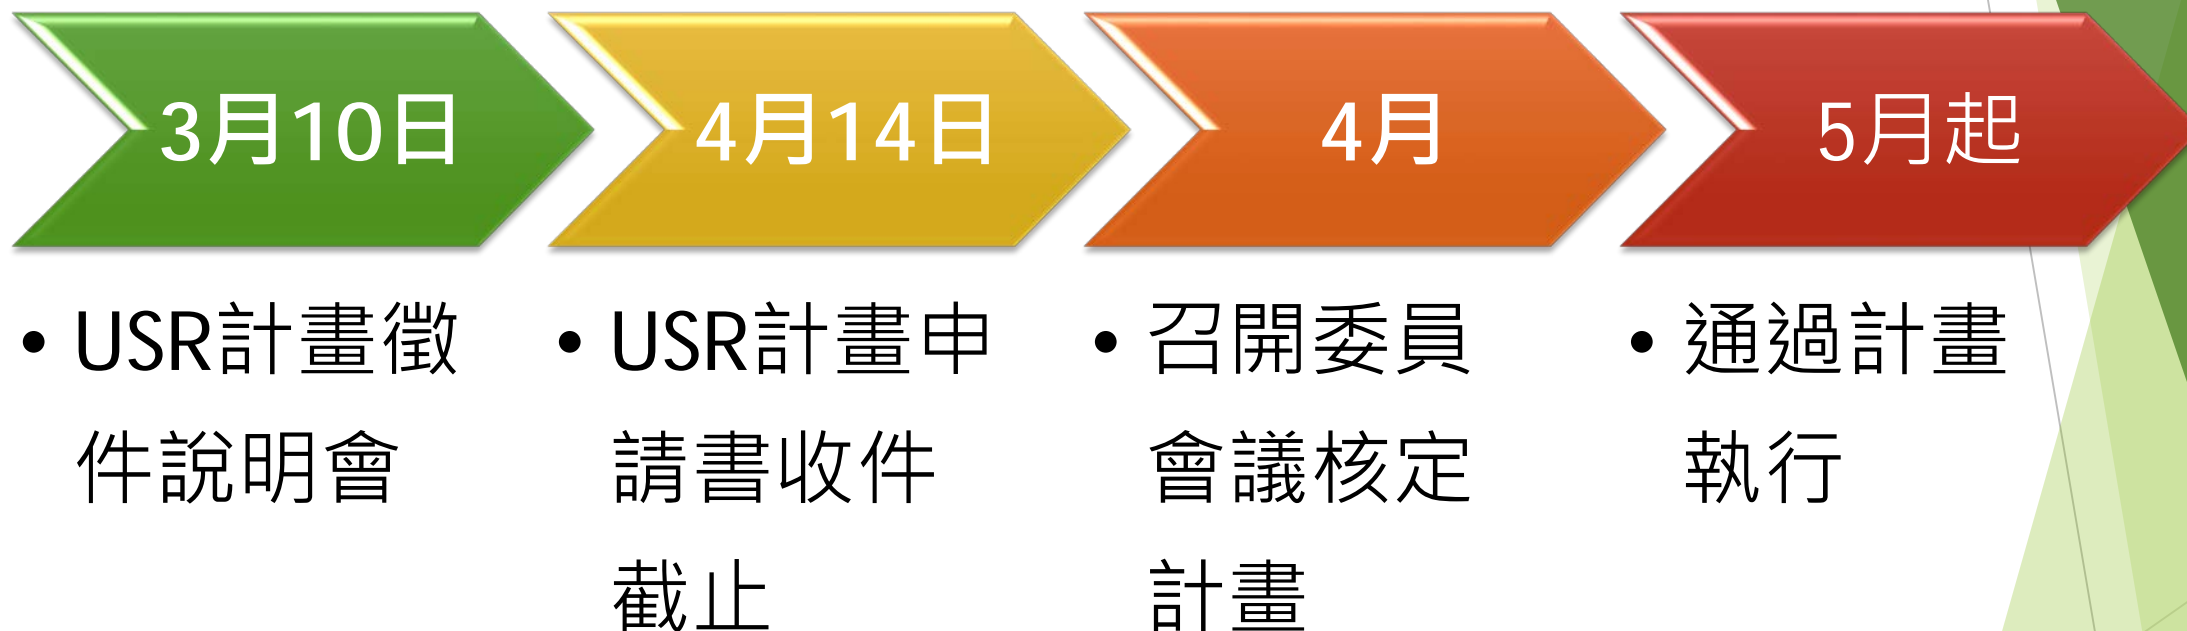 3月10日
4月14日
4月
5月起
• USR計畫徵
件說明會
• USR計畫申
請書收件
截止
• 召開委員
會議核定
計畫
• 通過計畫
執行